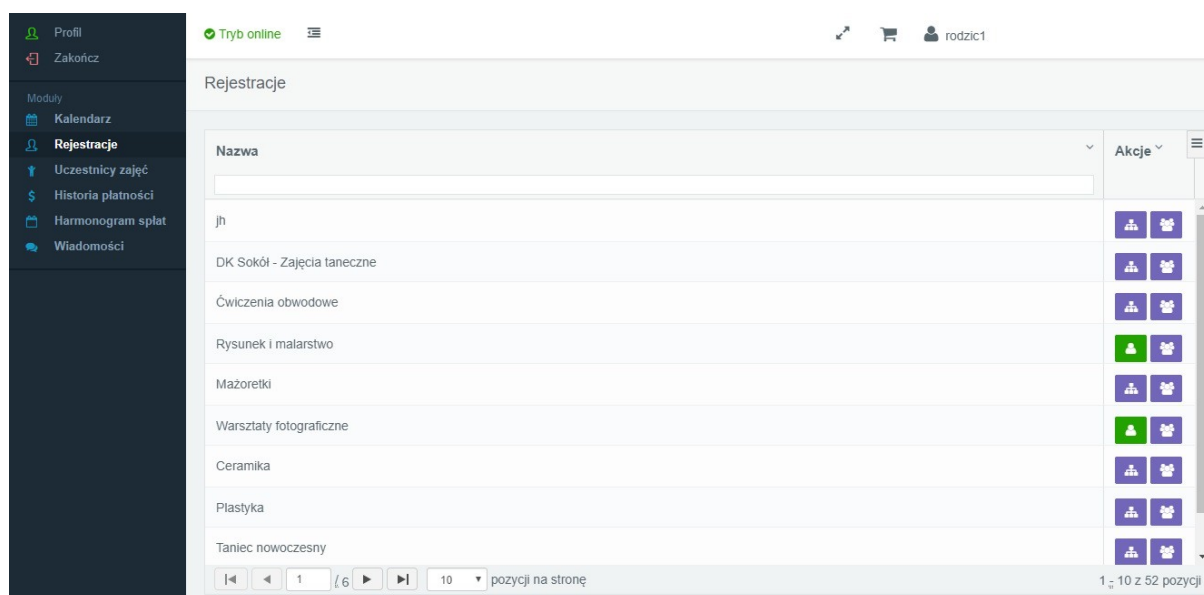 Profil
Zakończ
Moduły
Kalendarz
Rejestracje
Uczestnicy zajęć
Historia płatności
Harmonogram spłat
Wiadomości
Tryb online
rodzic1
Rejestracje
Nazwa
Akcje
jh
DK Sokół - Zajęcia taneczne
Ćwiczenia obwodowe
Rysunek i malarstwo
Mażoretki
Warsztaty fotograficzne
Ceramika
Plastyka
Taniec nowoczesny
1 / 6 10 pozycji na stronę 1 - 10 z 52 pozycji